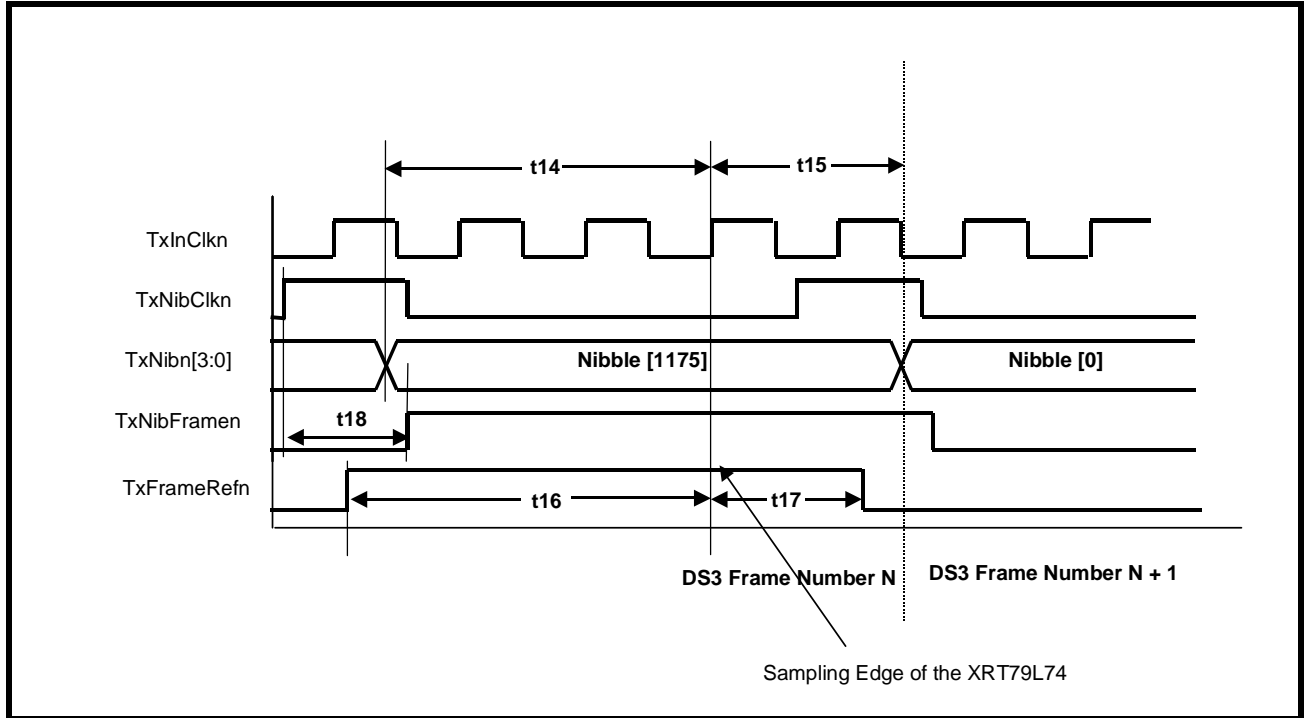 t14
t15
TxInClkn
TxNibClkn
TxNibn[3:0]
Nibble [1175]
Nibble [0]
TxNibFramen
t18
TxFrameRefn
t16
t17
DS3 Frame Number N
DS3 Frame Number N + 1
Sampling Edge of the XRT79L74